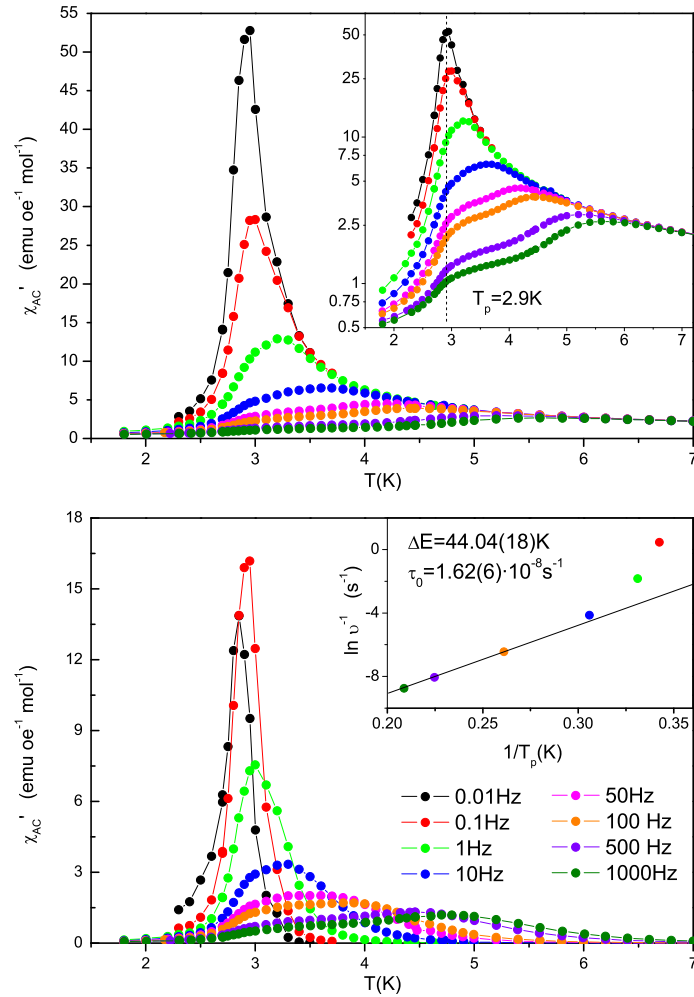 55
50
45
40
35
30
25
20
15
10
5
0
χAC' (emu oe⁻¹ mol⁻¹)
2 3 4 5 6 7
T(K)
50
25
10
7.5
5
2.5
1
0.75
0.5
2 3 4 5 6 7
Tp=2.9K
18
15
12
9
6
3
0
χAC' (emu oe⁻¹ mol⁻¹)
2 3 4 5 6 7
T(K)
ΔE=44.04(18)K
τ0=1.62(6)·10⁻⁸s⁻¹
0
-4
-8
ln υ⁻¹ (s⁻¹)
0.20 0.25 0.30 0.35
1/Tp(K)
0.01Hz 50Hz
0.1Hz 100 Hz
1Hz 500 Hz
10Hz 1000Hz